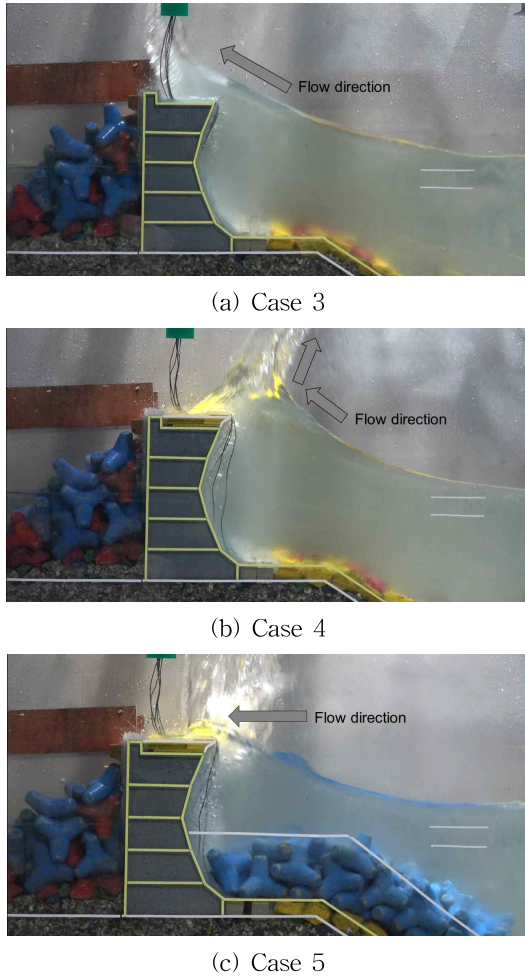 Flow direction
(a) Case 3
Flow direction
(b) Case 4
Flow direction
(c) Case 5